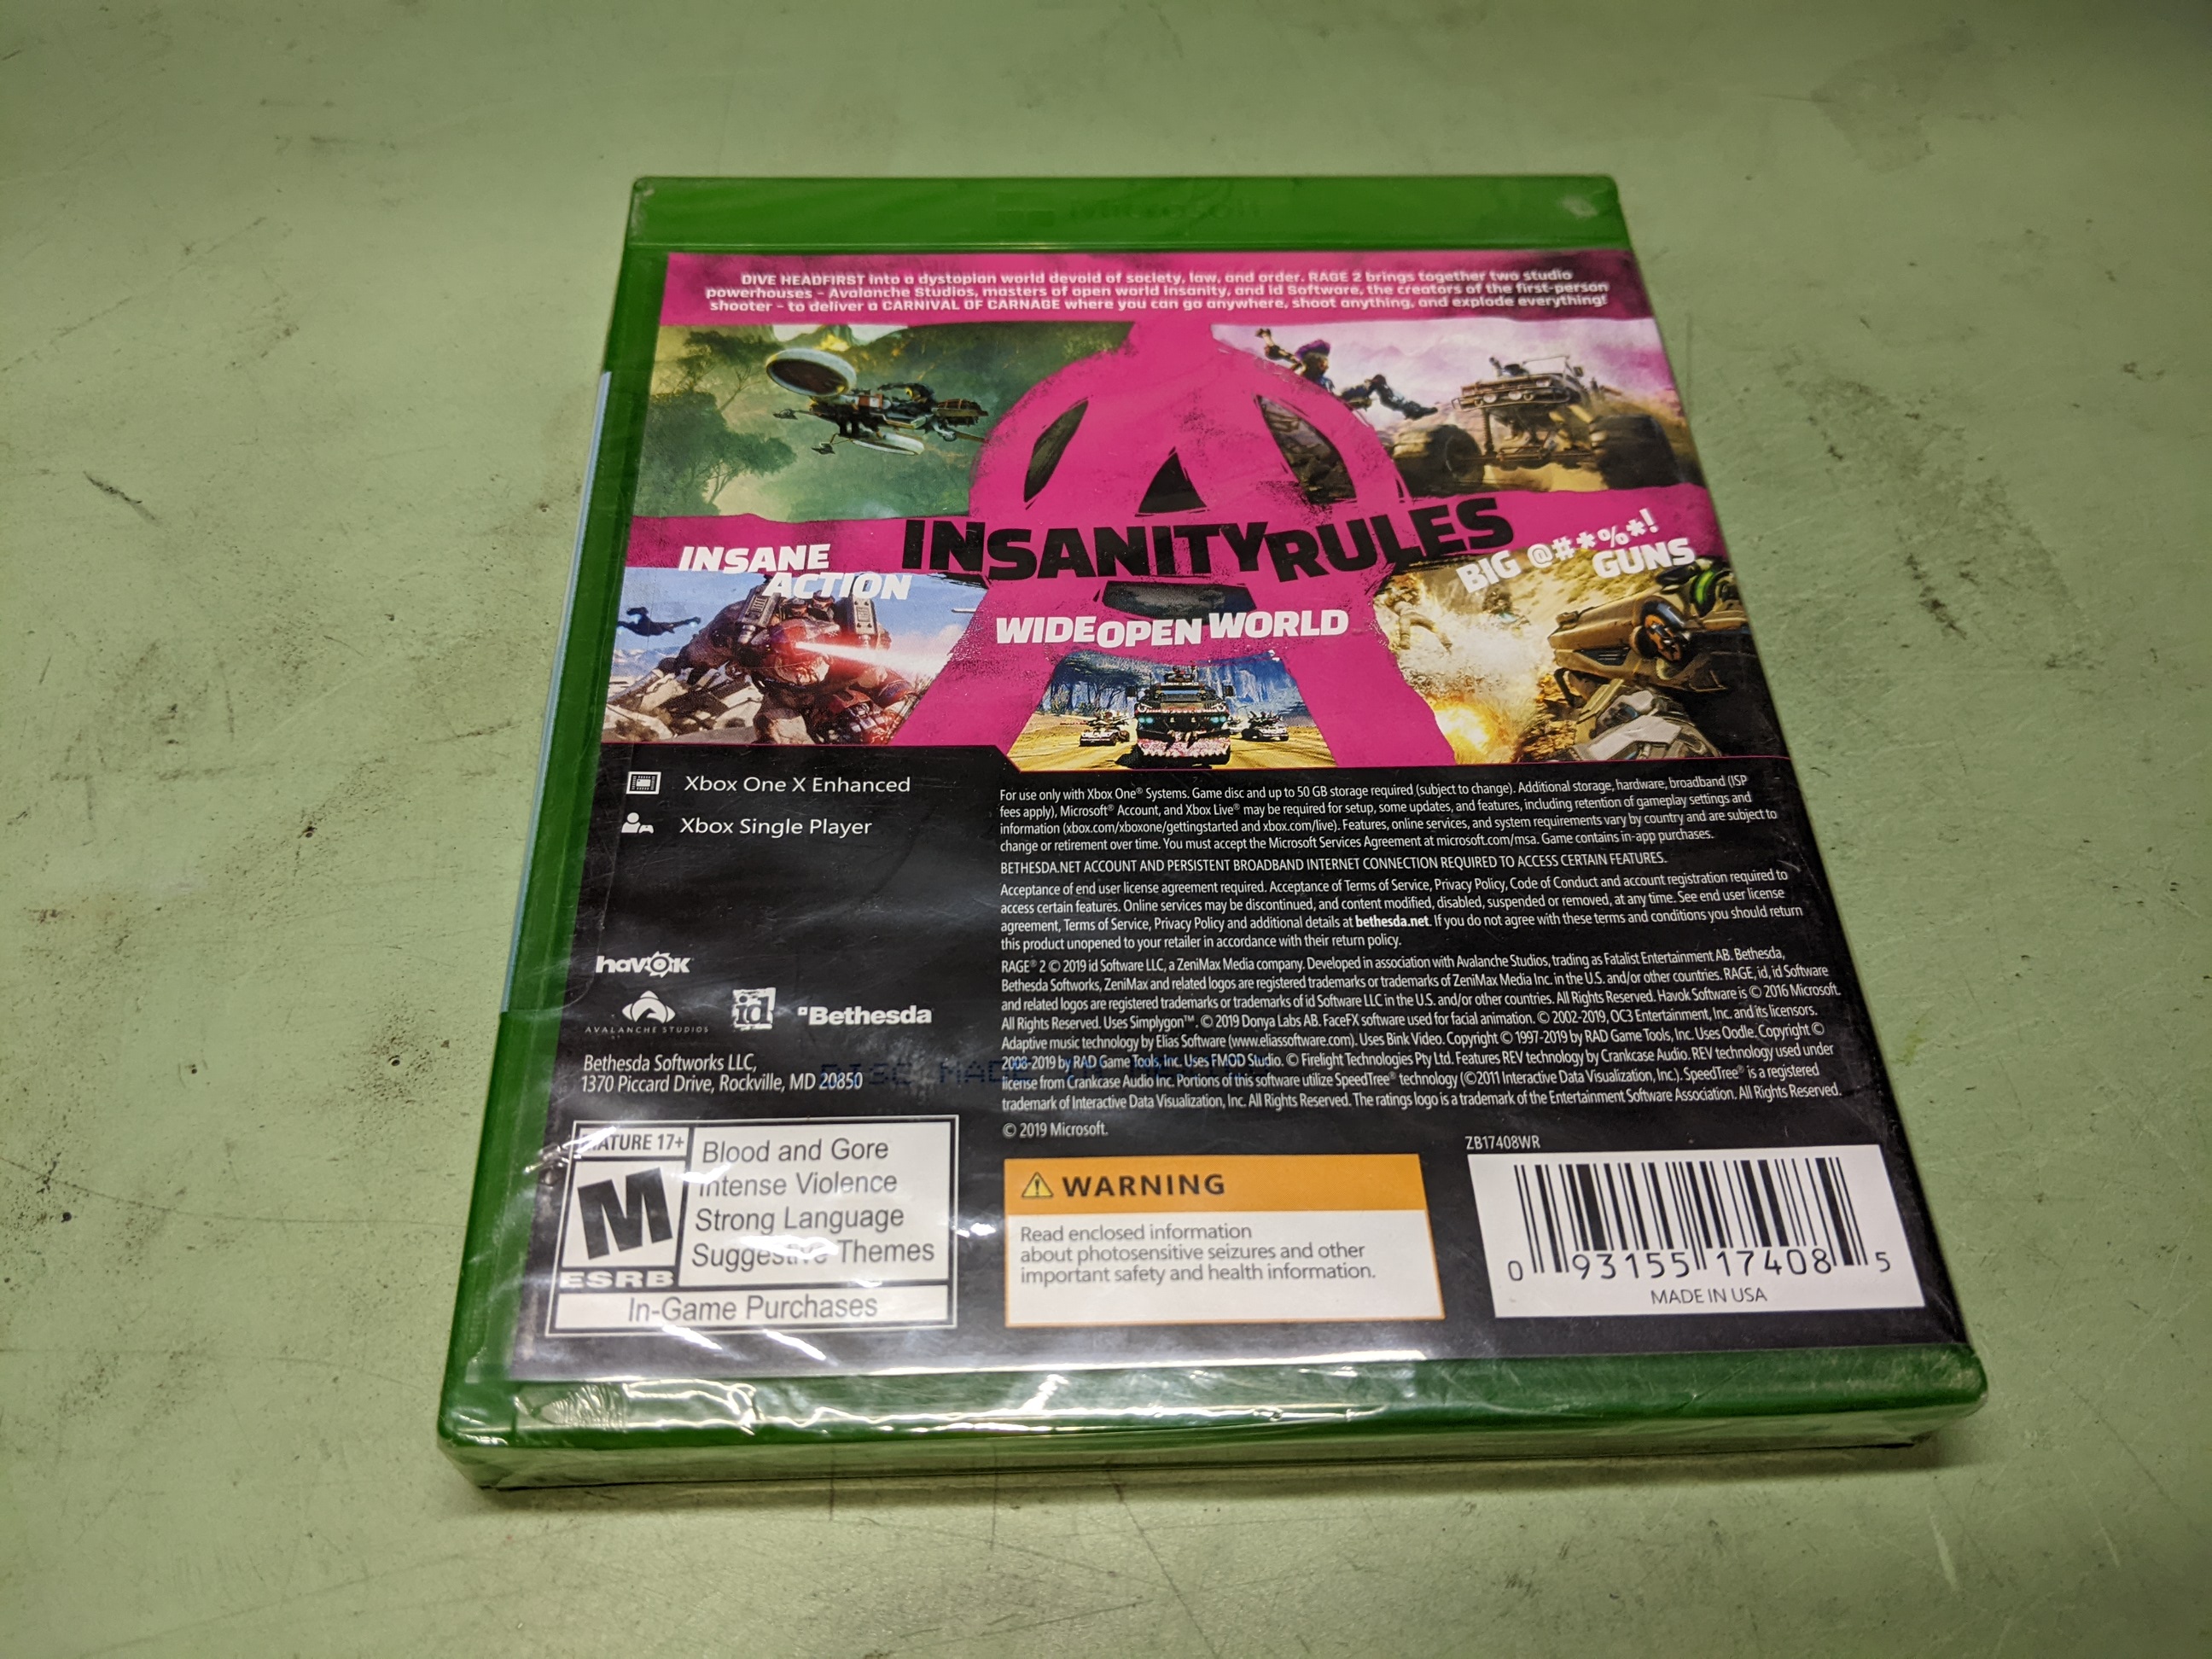 Microsoft
DIVE HEADFIRST into a dystopian world devoid of society, law, and order. RAGE 2 brings together two studio
powerhouses – Avalanche Studios, masters of open world insanity, and id Software, the creators of the first-person
shooter – to deliver a CARNIVAL OF CARNAGE where you can go anywhere, shoot anything, and explode everything!
INSANITY RULES
INSANE
ACTION
BIG @#*%*!
GUNS
WIDE OPEN WORLD
Xbox One X Enhanced
Xbox Single Player
For use only with Xbox One® Systems. Game disc and up to 50 GB storage required (subject to change). Additional storage, hardware, broadband (ISP
fees apply), Microsoft® Account, and Xbox Live® may be required for setup, some updates, and features, including retention of gameplay settings and
information (xbox.com/xboxone/gettingstarted and xbox.com/live). Features, online services, and system requirements vary by country and are subject to
change or retirement over time. You must accept the Microsoft Services Agreement at microsoft.com/msa. Game contains in-app purchases.
BETHESDA.NET ACCOUNT AND PERSISTENT BROADBAND INTERNET CONNECTION REQUIRED TO ACCESS CERTAIN FEATURES.
Acceptance of end user license agreement required. Acceptance of Terms of Service, Privacy Policy, Code of Conduct and account registration required to
access certain features. Online services may be discontinued, and content modified, disabled, suspended or removed, at any time. See end user license
agreement, Terms of Service, Privacy Policy and additional details at bethesda.net. If you do not agree with these terms and conditions you should return
this product unopened to your retailer in accordance with their return policy.
RAGE® 2 © 2019 id Software LLC, a ZeniMax Media company. Developed in association with Avalanche Studios, trading as Fatalist Entertainment AB. Bethesda,
Bethesda Softworks, ZeniMax and related logos are registered trademarks or trademarks of ZeniMax Media Inc. in the U.S. and/or other countries. RAGE, id, id Software
and related logos are registered trademarks or trademarks of id Software LLC in the U.S. and/or other countries. All Rights Reserved. Havok Software is © 2016 Microsoft.
All Rights Reserved. Uses Simplygon™. © 2019 Donya Labs AB. FaceFX software used for facial animation. © 2002-2019, OC3 Entertainment, Inc. and its licensors.
Adaptive music technology by Elias Software (www.eliassoftware.com). Uses Bink Video. Copyright © 1997-2019 by RAD Game Tools, Inc. Uses Oodle. Copyright ©
2008-2019 by RAD Game Tools, Inc. Uses FMOD Studio. © Firelight Technologies Pty Ltd. Features REV technology by Crankcase Audio. REV technology used under
license from Crankcase Audio Inc. Portions of this software utilize SpeedTree® technology (©2011 Interactive Data Visualization, Inc.). SpeedTree® is a registered
trademark of Interactive Data Visualization, Inc. All Rights Reserved. The ratings logo is a trademark of the Entertainment Software Association. All Rights Reserved.
© 2019 Microsoft.
havok
AVALANCHE STUDIOS
id
Bethesda
Bethesda Softworks LLC,
1370 Piccard Drive, Rockville, MD 20850
DISC MADE
MATURE 17+
M
ESRB
Blood and Gore
Intense Violence
Strong Language
Suggestive Themes
In-Game Purchases
WARNING
Read enclosed information
about photosensitive seizures and other
important safety and health information.
ZB17408WR
0 93155 17408 5
MADE IN USA